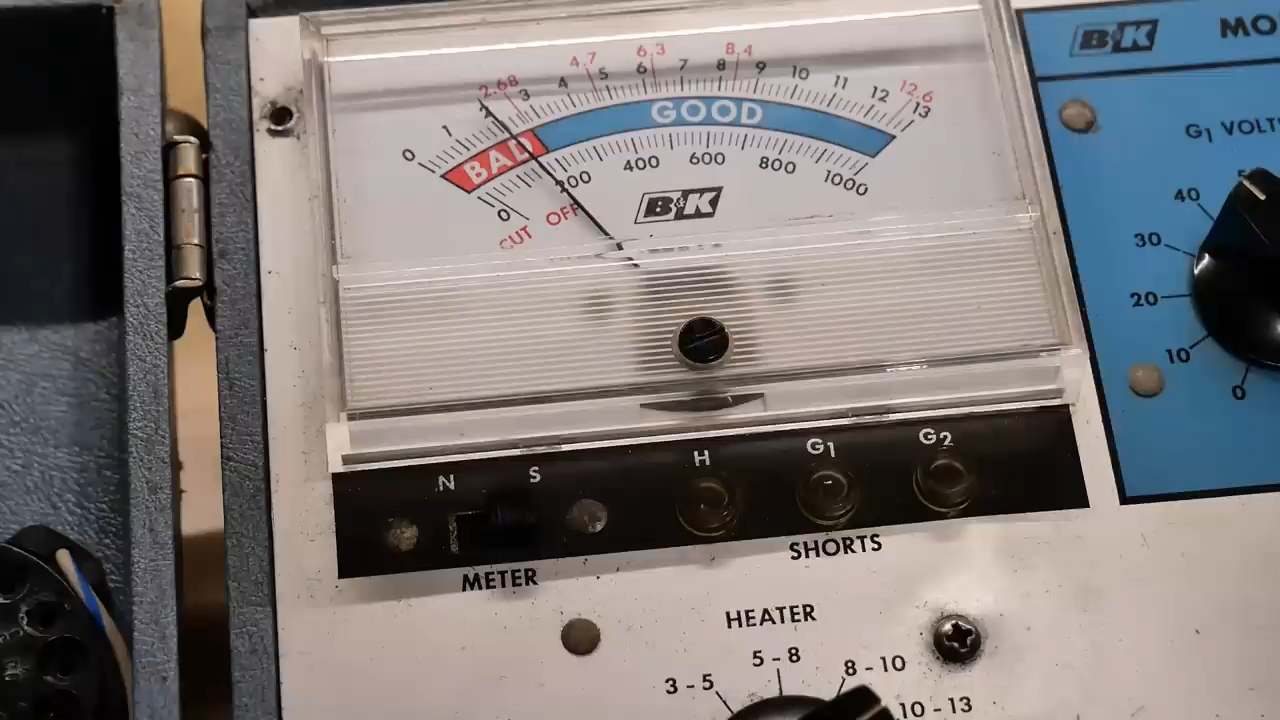 2.68 4.7 6.3 8.4 12.6
0 1 2 3 4 5 6 7 8 9 10 11 12 13
BAD GOOD
0 200 400 600 800 1000
CUT OFF
B&K
N S H G1 G2
METER
SHORTS
HEATER
3-5 5-8 8-10 10-13
B&K MO
G1 VOLT
40
30
20
10
0